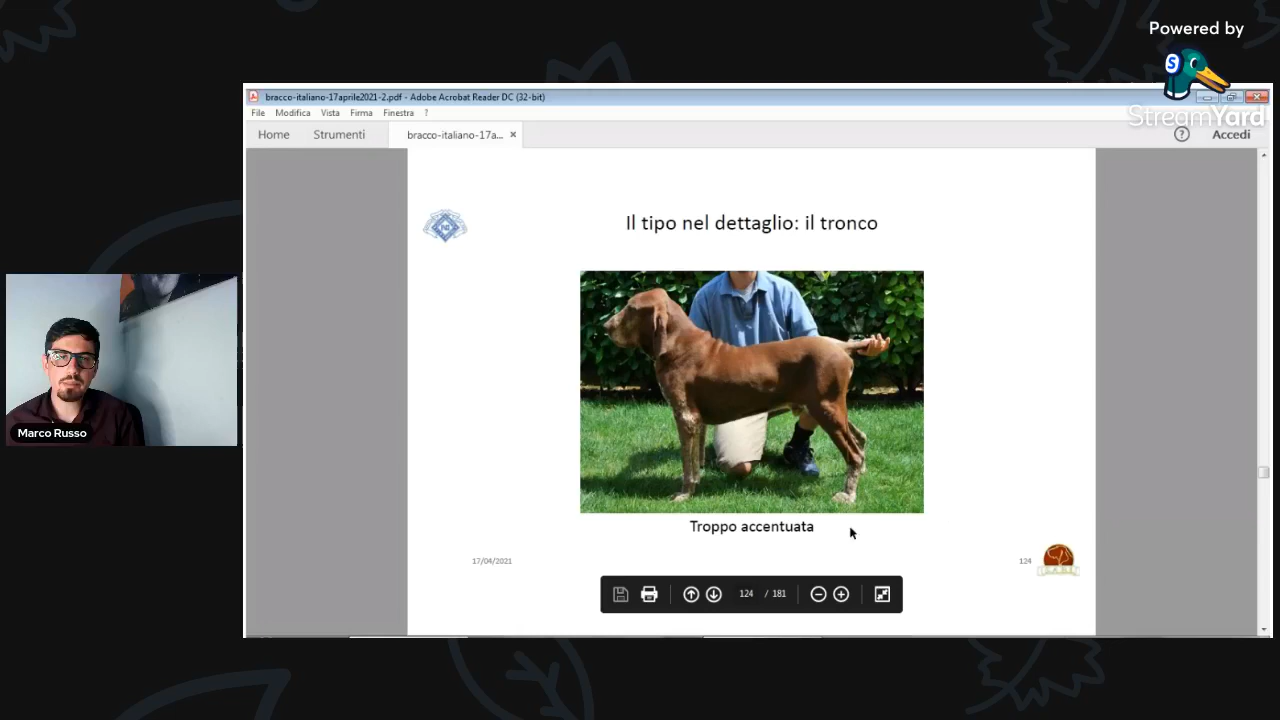 Powered by
StreamYard
bracco-italiano-17aprile2021-2.pdf - Adobe Acrobat Reader DC (32-bit)
File Modifica Vista Firma Finestra ?
Home Strumenti bracco-italiano-17a... × ? Accedi
Il tipo nel dettaglio: il tronco
Troppo accentuata
17/04/2021 124
124 / 181
Marco Russo